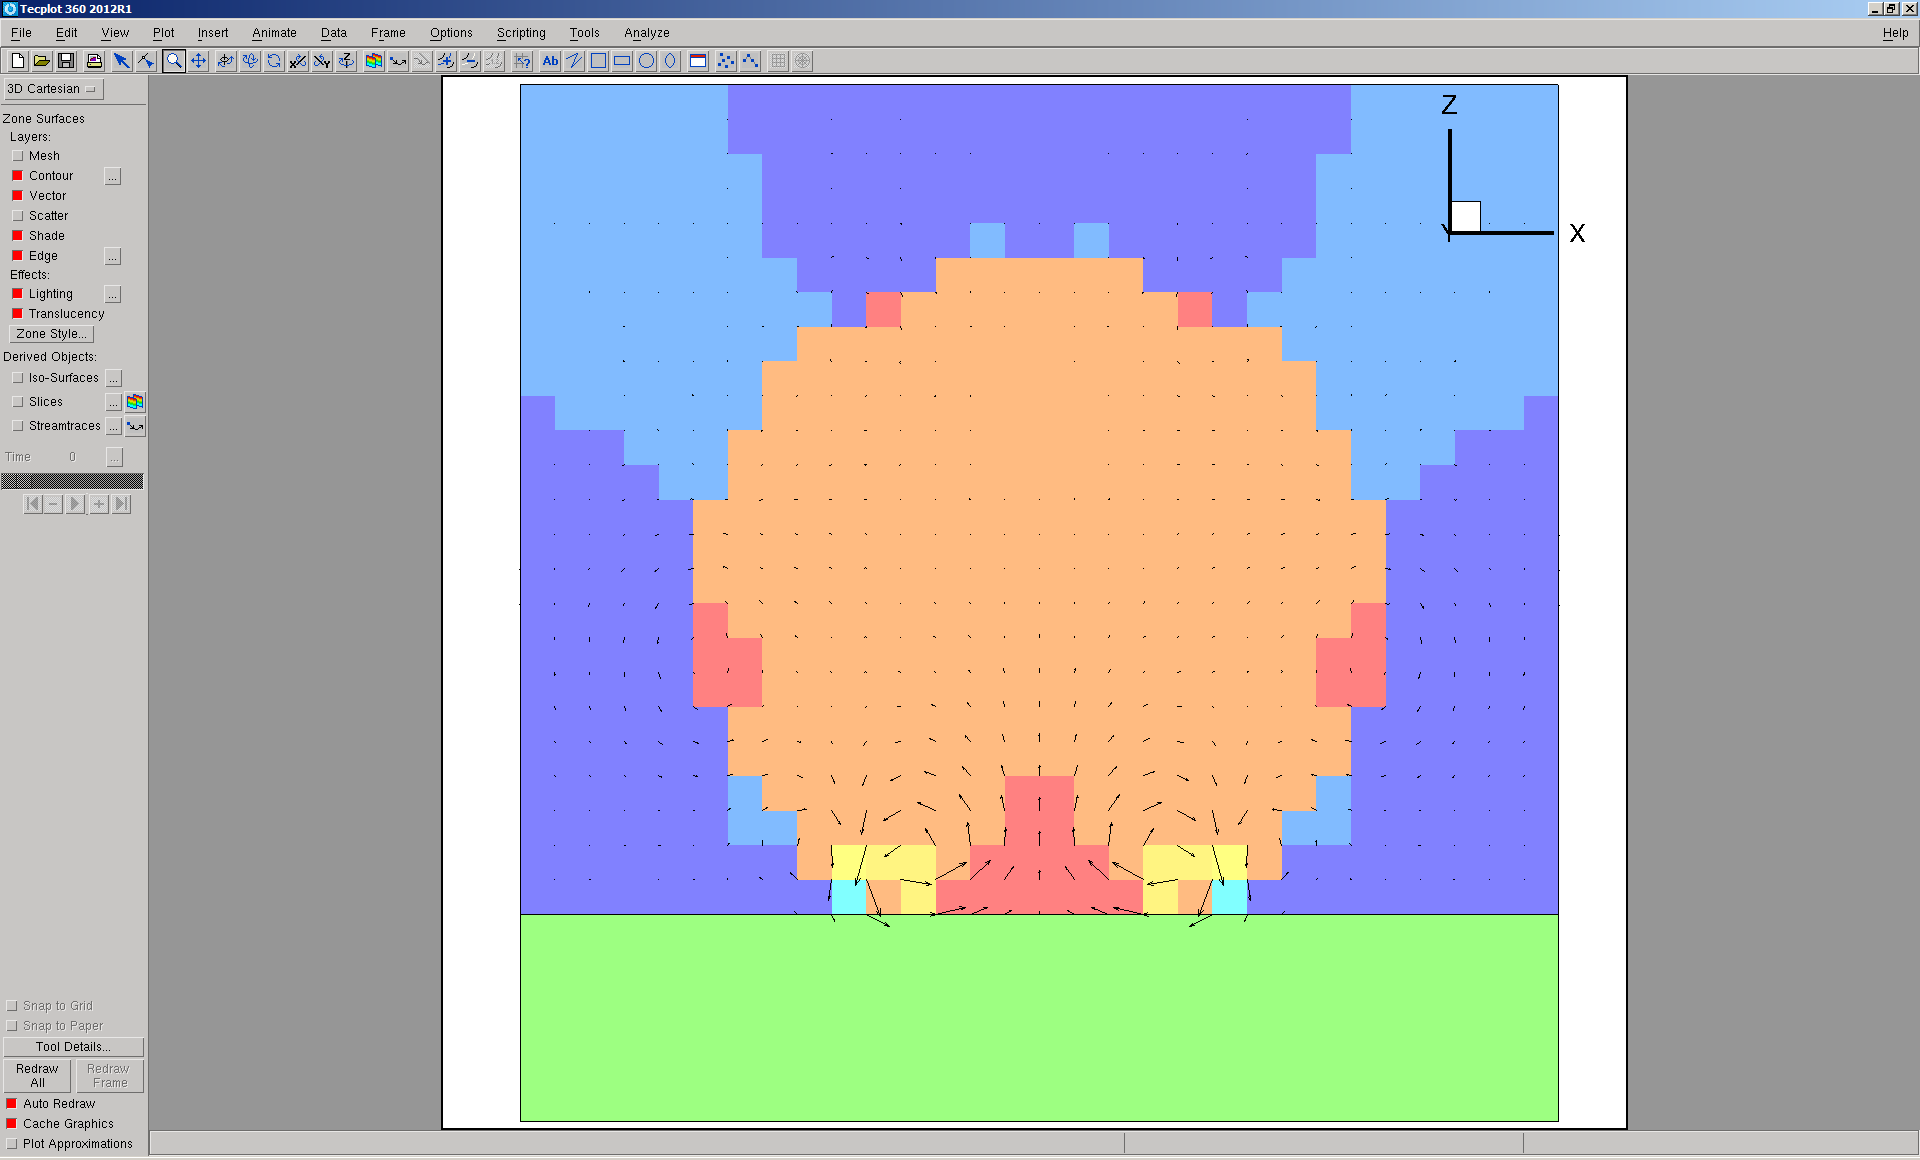 Tecplot 360 2012R1
File Edit View Plot Insert Animate Data Frame Options Scripting Tools Analyze Help
Ab
3D Cartesian
Zone Surfaces
Layers:
Mesh
Contour ...
Vector
Scatter
Shade
Edge ...
Effects:
Lighting ...
Translucency
Zone Style...
Derived Objects:
Iso-Surfaces ...
Slices ...
Streamtraces ...
Time 0 ...
Snap to Grid
Snap to Paper
Tool Details...
Redraw All
Redraw Frame
Auto Redraw
Cache Graphics
Plot Approximations
Z
Y
X